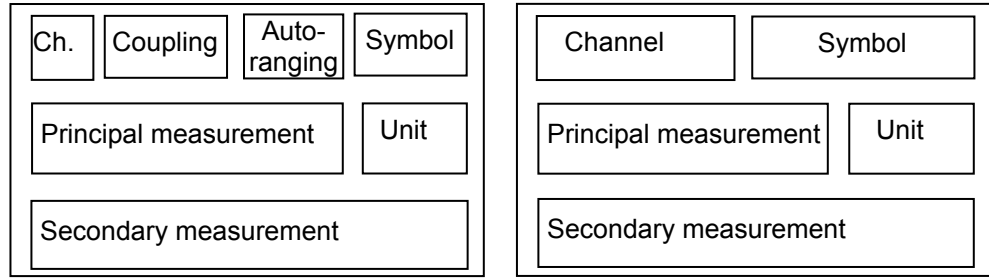 Ch.
Coupling
Auto-
ranging
Symbol
Principal measurement
Unit
Secondary measurement
Channel
Symbol
Principal measurement
Unit
Secondary measurement